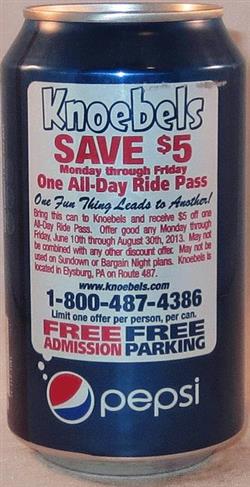 Knoebels
SAVE $5
Monday through Friday
One All-Day Ride Pass
One Fun Thing Leads to Another!
Bring this can to Knoebels and receive $5 off one
All-Day Ride Pass. Offer good any Monday through
Friday, June 10th through August 30th, 2013. May not
be combined with any other discount offer. May not be
used on Sundown or Bargain Night plans. Knoebels is
located in Elysburg, PA on Route 487.
www.knoebels.com
1-800-487-4386
Limit one offer per person, per can.
FREE FREE
ADMISSION PARKING
pepsi